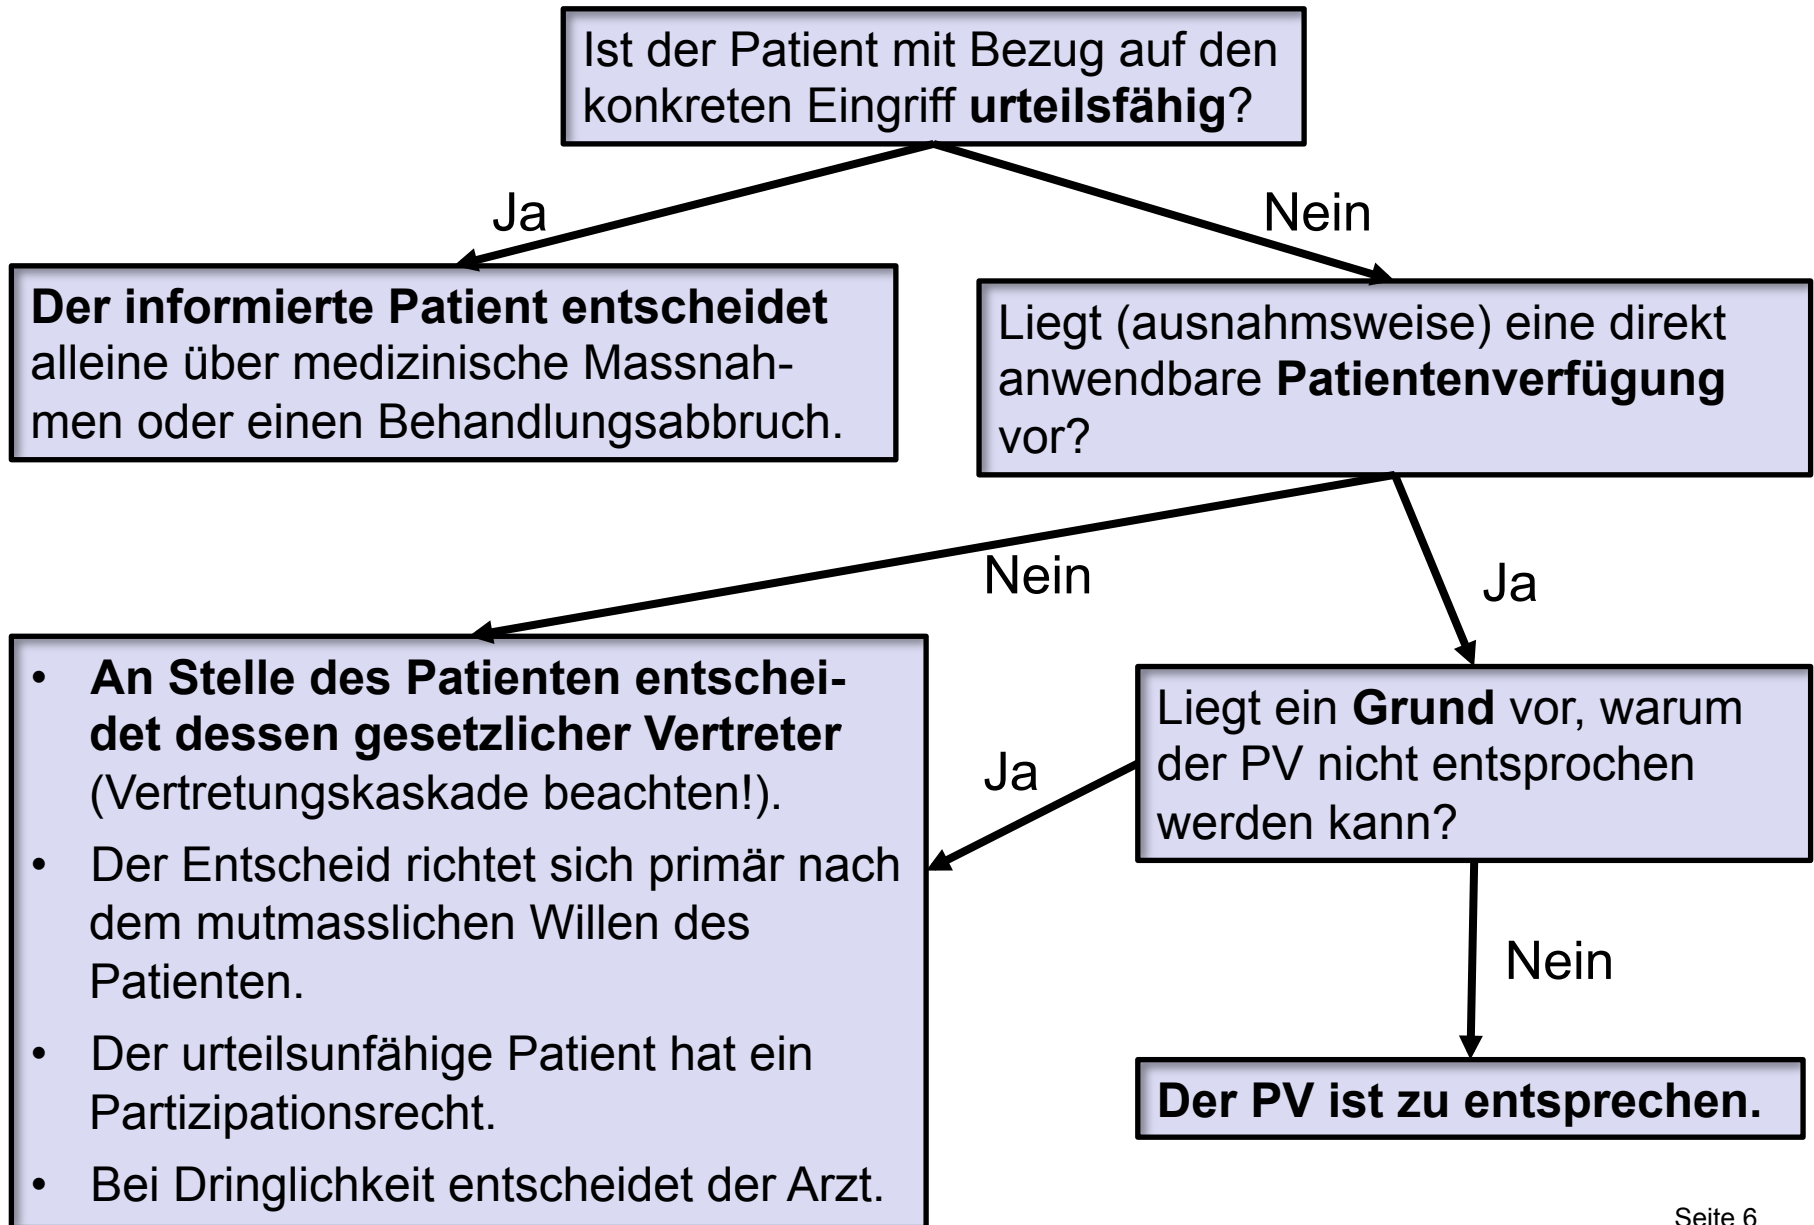 Ist der Patient mit Bezug auf den
konkreten Eingriff urteilsfähig?
Ja
Nein
Der informierte Patient entscheidet
alleine über medizinische Massnah-
men oder einen Behandlungsabbruch.
Liegt (ausnahmsweise) eine direkt
anwendbare Patientenverfügung
vor?
Nein
Ja
• An Stelle des Patienten entschei-
det dessen gesetzlicher Vertreter
(Vertretungskaskade beachten!).
• Der Entscheid richtet sich primär nach
dem mutmasslichen Willen des
Patienten.
• Der urteilsunfähige Patient hat ein
Partizipationsrecht.
• Bei Dringlichkeit entscheidet der Arzt.
Ja
Liegt ein Grund vor, warum
der PV nicht entsprochen
werden kann?
Nein
Der PV ist zu entsprechen.
Seite 6